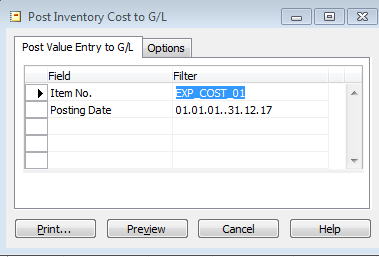 Post Inventory Cost to G/L
Post Value Entry to G/L Options
Field Filter
Item No. EXP_COST_01
Posting Date 01.01.01..31.12.17
Print... Preview Cancel Help